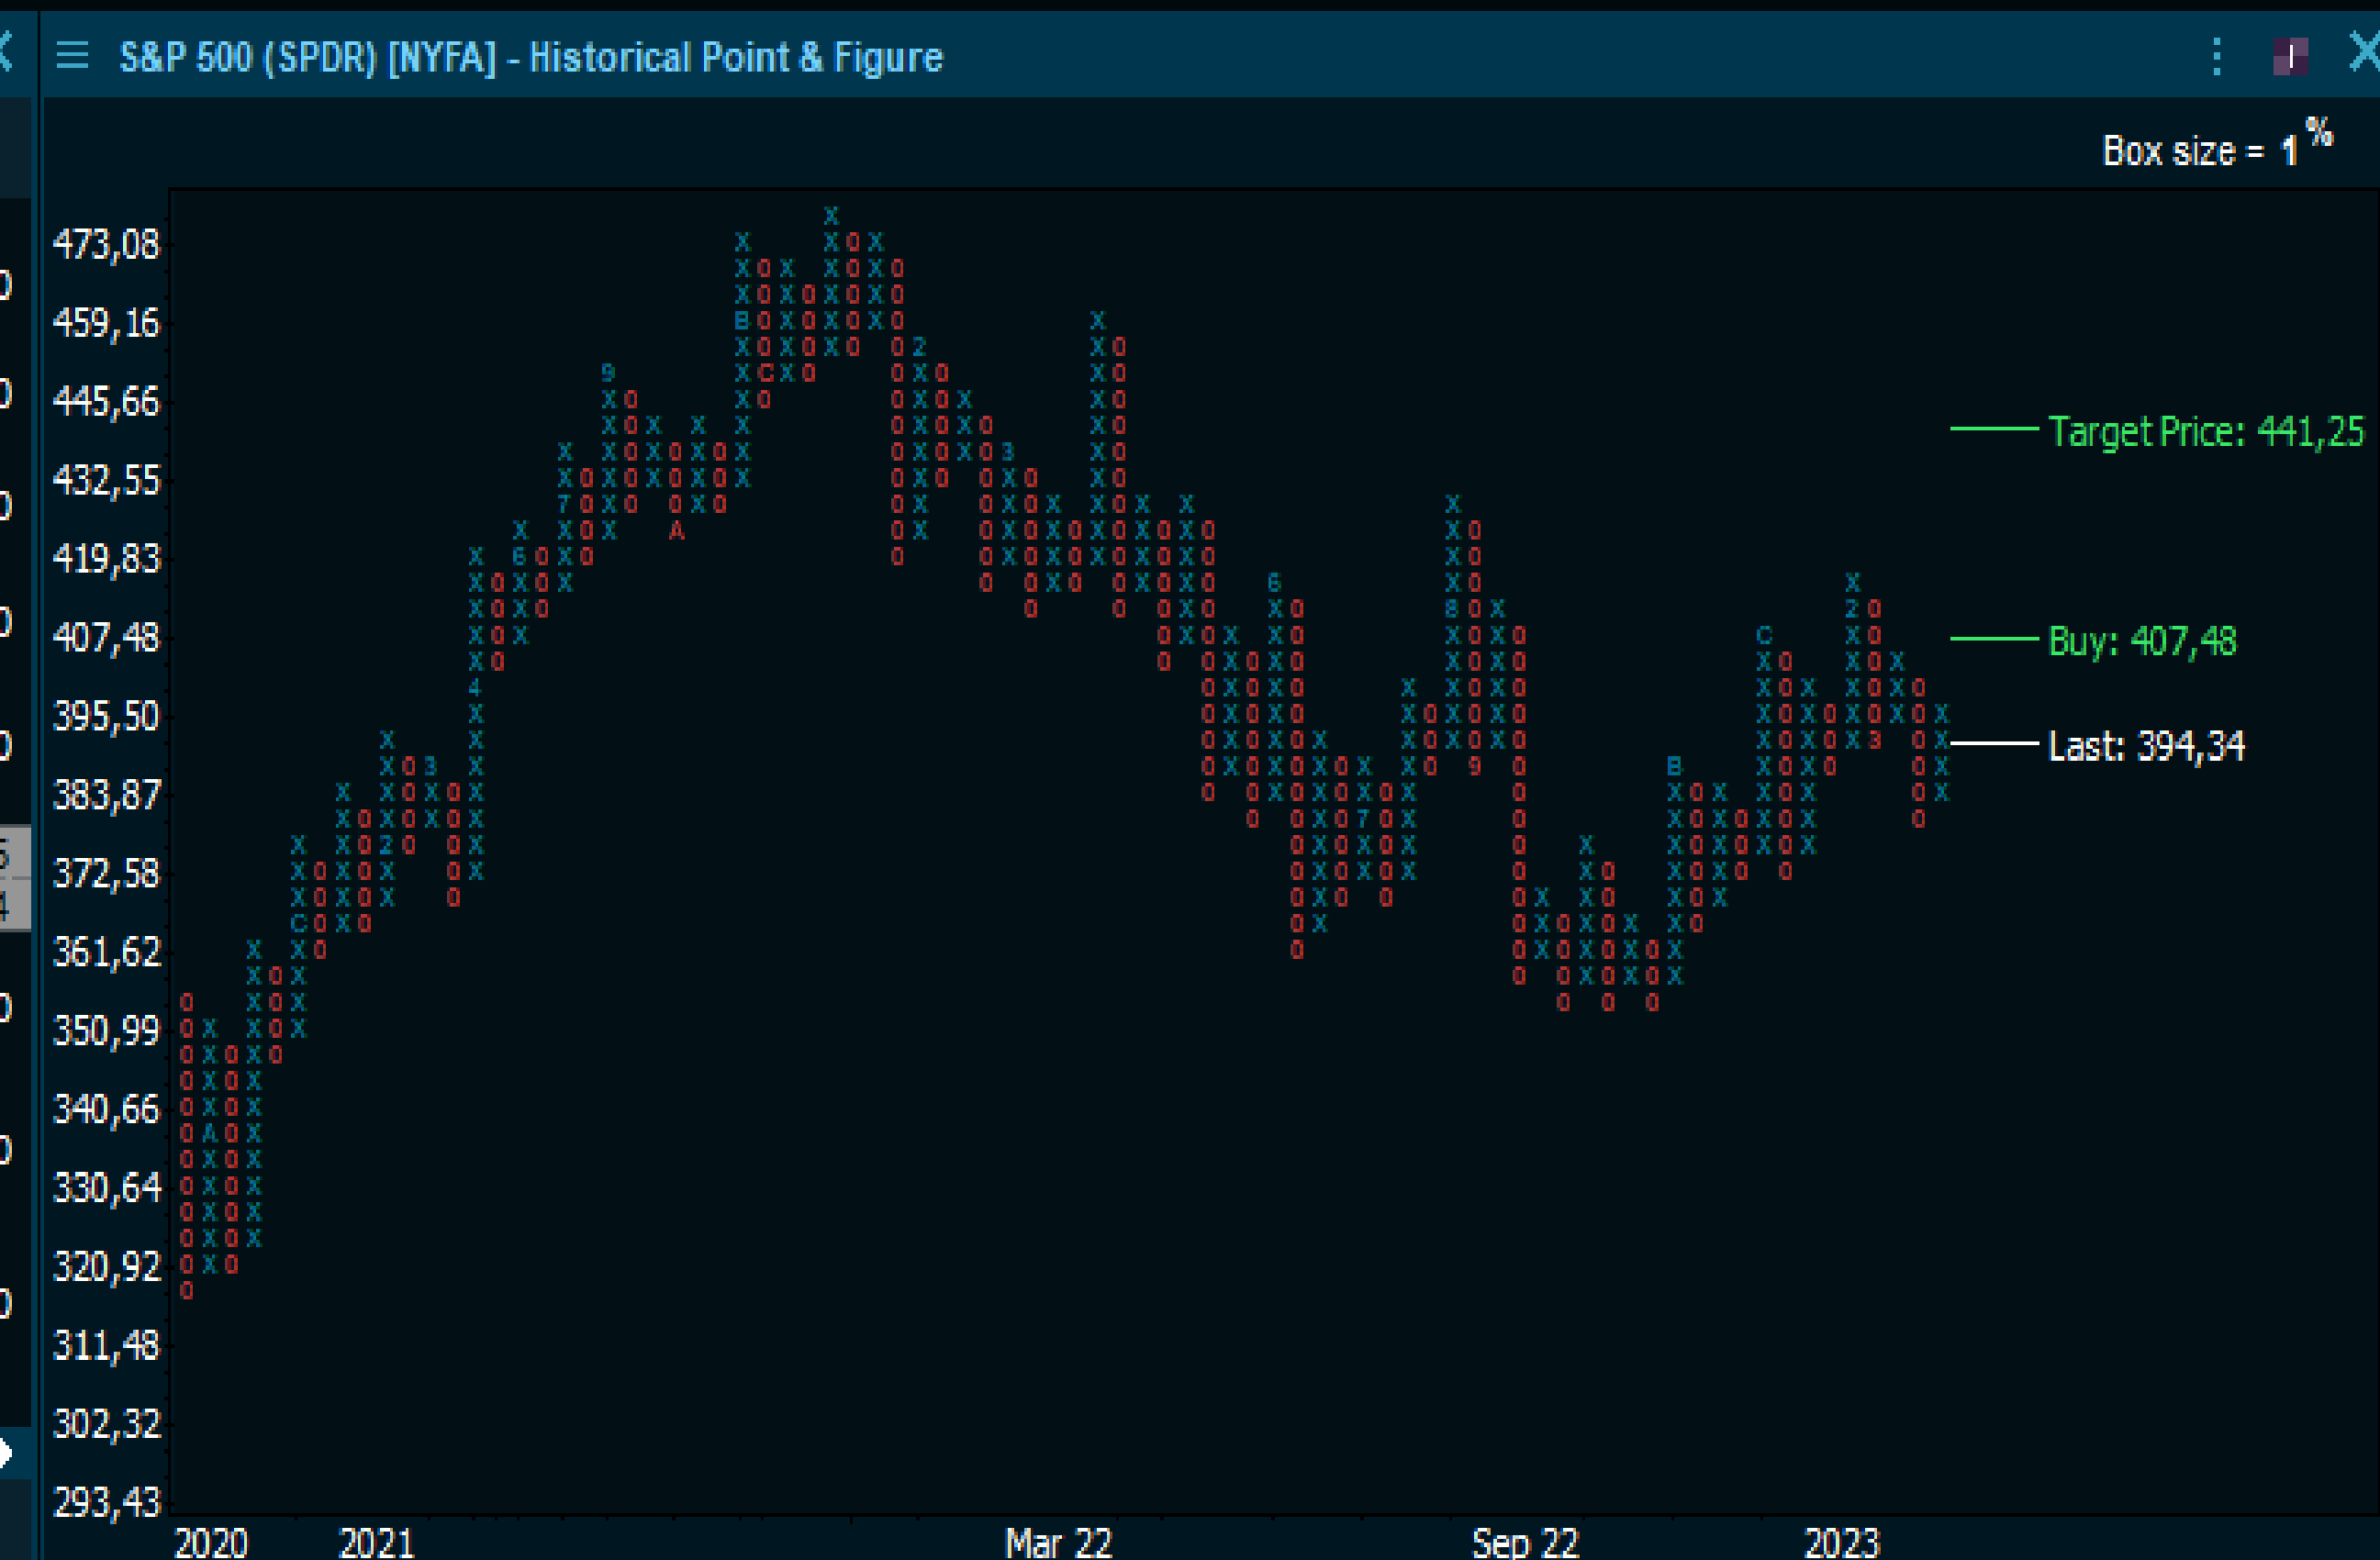 S&P 500 (SPDR) [NYFA] - Historical Point & Figure
Box size = 1 %
473,08
459,16
445,66
Target Price: 441,25
432,55
419,83
407,48
Buy: 407,48
395,50
Last: 394,34
383,87
372,58
361,62
350,99
340,66
330,64
320,92
311,48
302,32
293,43
2020 2021 Mar 22 Sep 22 2023